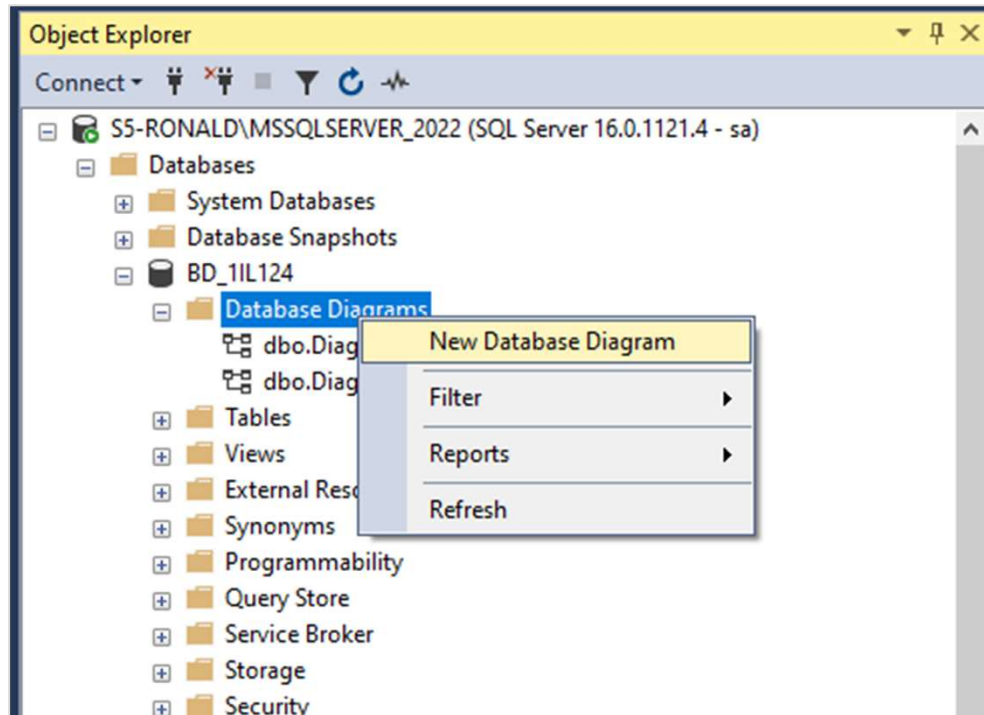 Object Explorer
Connect
S5-RONALD\MSSQLSERVER_2022 (SQL Server 16.0.1121.4 - sa)
Databases
System Databases
Database Snapshots
BD_1IL124
Database Diagrams
New Database Diagram
dbo.Diag
dbo.Diag
Filter
Tables
Views
Reports
External Reso
Refresh
Synonyms
Programmability
Query Store
Service Broker
Storage
Security